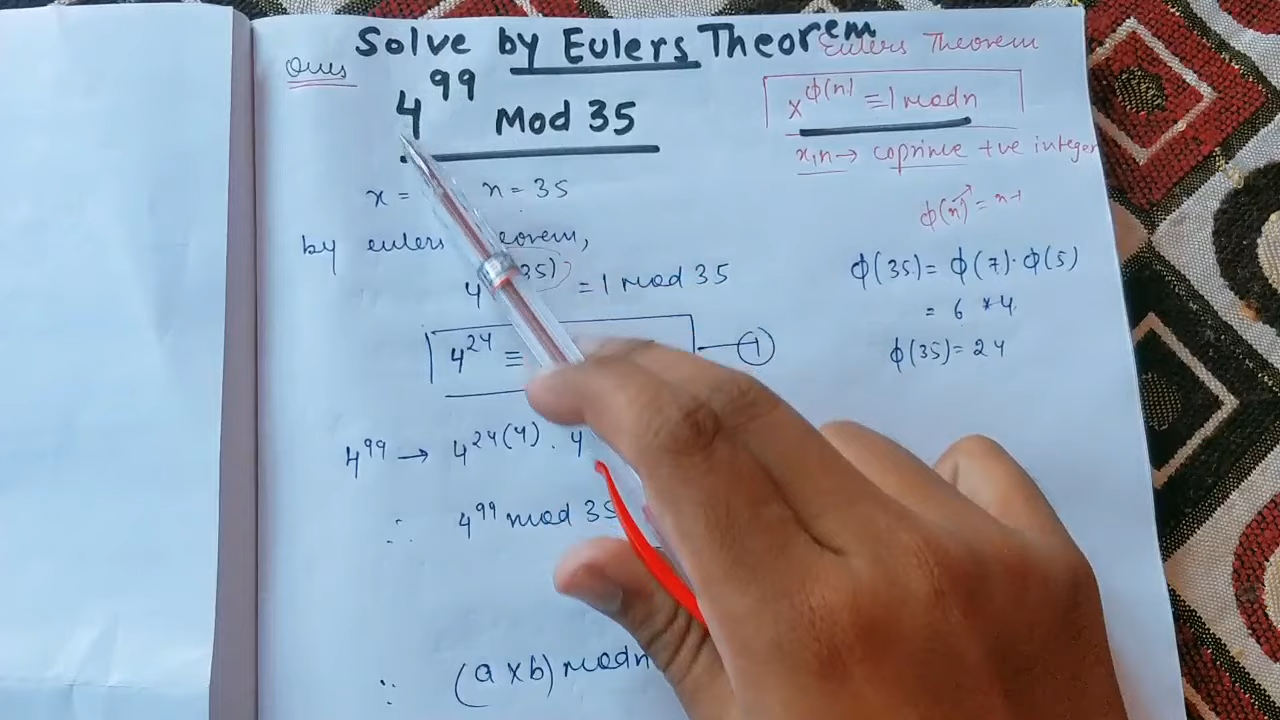 Solve by Eulers Theorem
Ques
4^99 Mod 35
Eulers Theorem
x^ϕ(n) ≡ 1 mod n
x,n → coprime +ve integer
x = n = 35
ϕ(n) = n-1
by eulers
4 35) = 1 mod 35
ϕ(35) = ϕ(7)·ϕ(5)
= 6 * 4
ϕ(35) = 24
4^24 ≡
1
4^99 → 4^24(4) . 4
∴ 4^99 mod 35
∴ (a x b) mod n